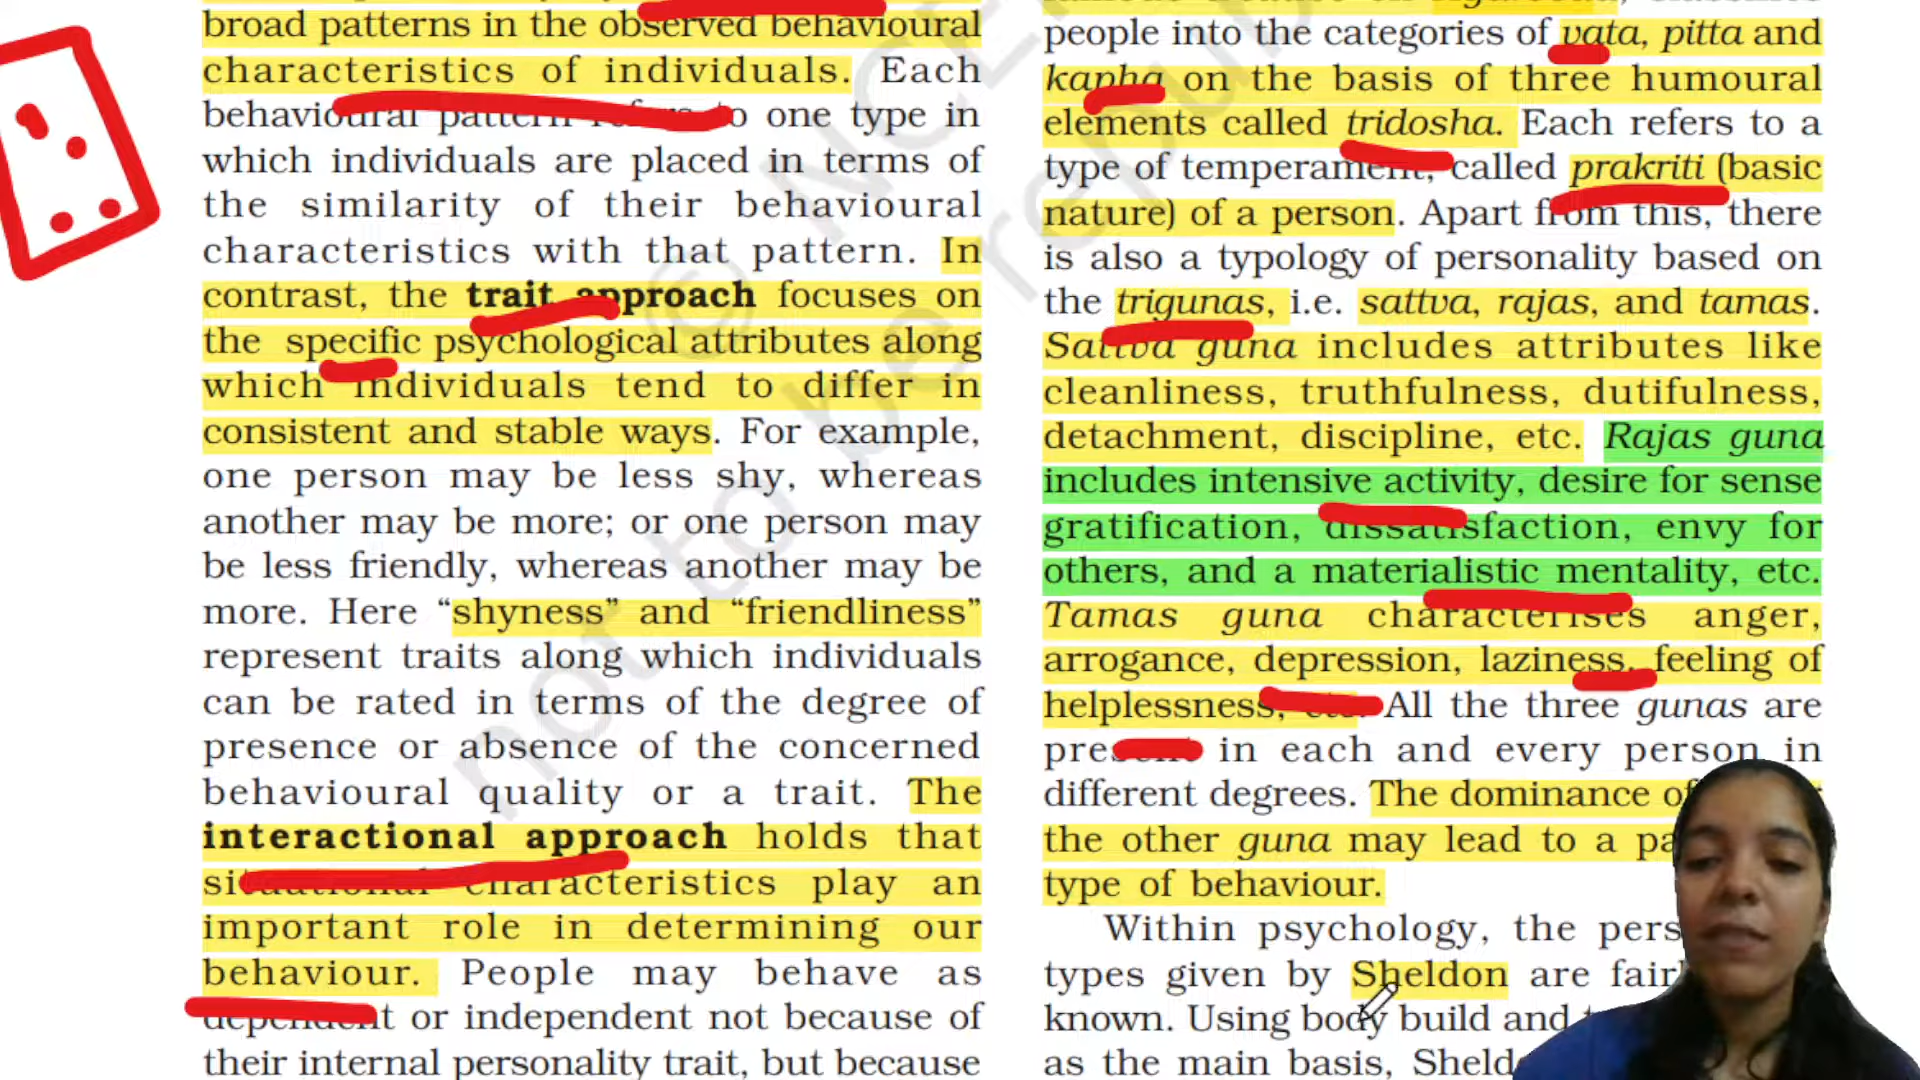 broad patterns in the observed behavioural
characteristics of individuals. Each
behavioural pattern refers to one type in
which individuals are placed in terms of
the similarity of their behavioural
characteristics with that pattern. In
contrast, the trait approach focuses on
the specific psychological attributes along
which individuals tend to differ in
consistent and stable ways. For example,
one person may be less shy, whereas
another may be more; or one person may
be less friendly, whereas another may be
more. Here “shyness” and “friendliness”
represent traits along which individuals
can be rated in terms of the degree of
presence or absence of the concerned
behavioural quality or a trait. The
interactional approach holds that
situational characteristics play an
important role in determining our
behaviour. People may behave as
dependent or independent not because of
their internal personality trait, but because
people into the categories of vata, pitta and
kapha on the basis of three humoural
elements called tridosha. Each refers to a
type of temperament, called prakriti (basic
nature) of a person. Apart from this, there
is also a typology of personality based on
the trigunas, i.e. sattva, rajas, and tamas.
Sattva guna includes attributes like
cleanliness, truthfulness, dutifulness,
detachment, discipline, etc. Rajas guna
includes intensive activity, desire for sense
gratification, dissatisfaction, envy for
others, and a materialistic mentality, etc.
Tamas guna characterises anger,
arrogance, depression, laziness, feeling of
helplessness, etc. All the three gunas are
present in each and every person in
different degrees. The dominance of
the other guna may lead to a
type of behaviour.
Within psychology, the
types given by Sheldon are
known. Using body build and
as the main basis,
© NCE
not to be repu